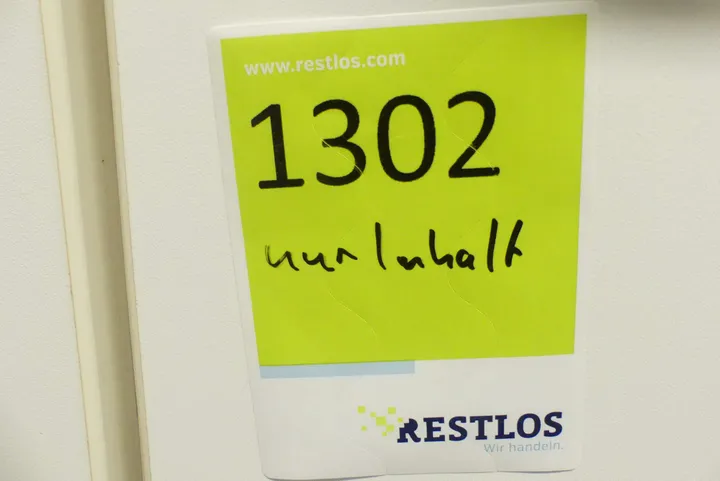 www.restlos.com
1302
nur Inhalt
RESTLOS
Wir handeln.